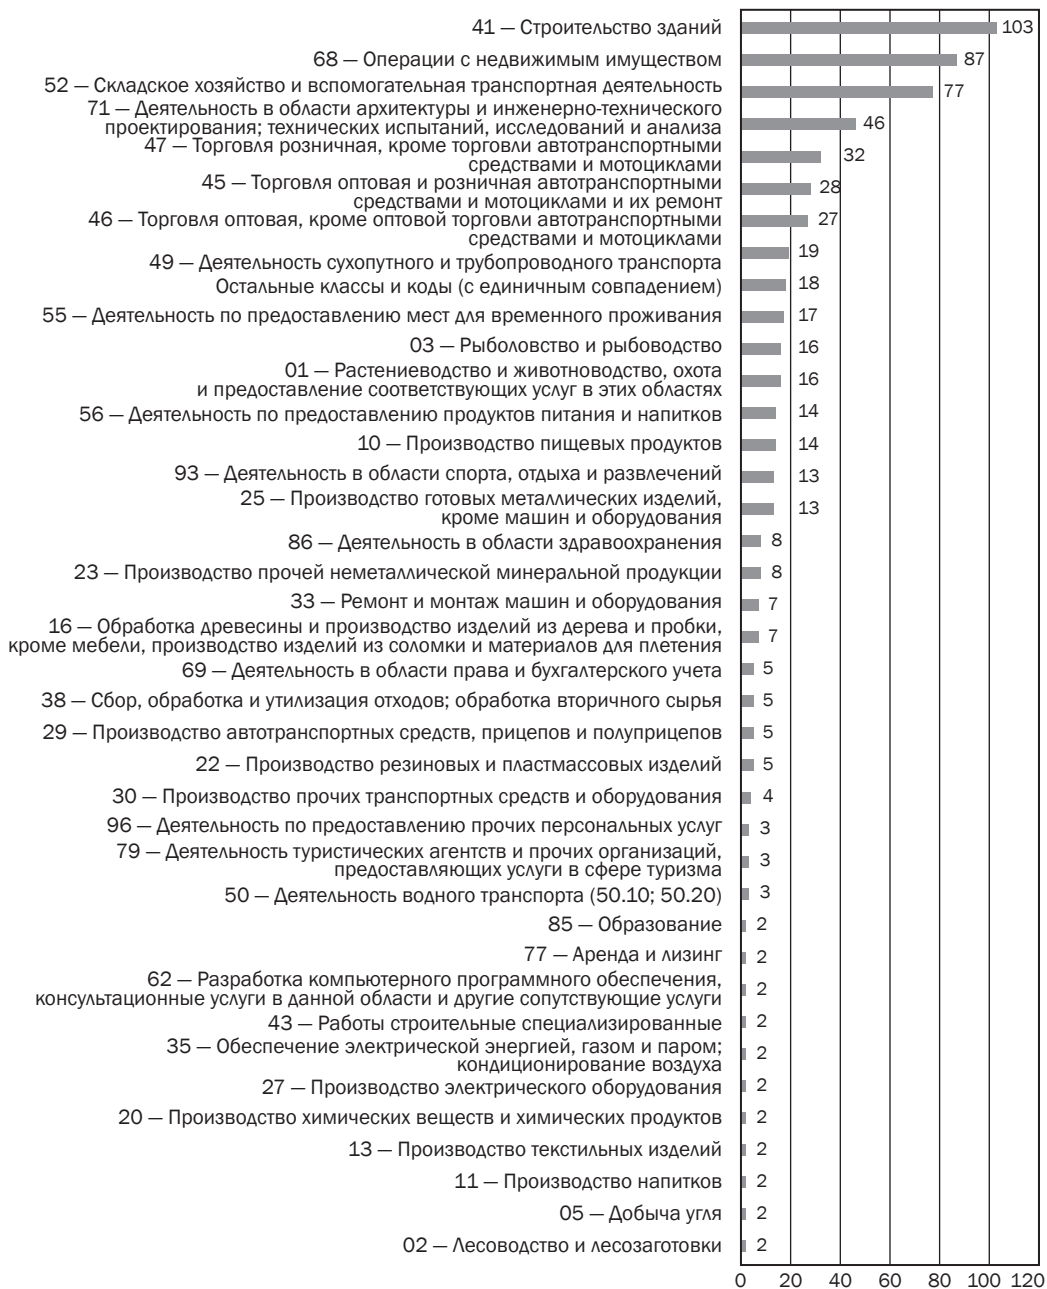 41 — Строительство зданий 103
68 — Операции с недвижимым имуществом 87
52 — Складское хозяйство и вспомогательная транспортная деятельность 77
71 — Деятельность в области архитектуры и инженерно-технического
проектирования; технических испытаний, исследований и анализа 46
47 — Торговля розничная, кроме торговли автотранспортными
средствами и мотоциклами 32
45 — Торговля оптовая и розничная автотранспортными
средствами и мотоциклами и их ремонт 28
46 — Торговля оптовая, кроме оптовой торговли автотранспортными
средствами и мотоциклами 27
49 — Деятельность сухопутного и трубопроводного транспорта 19
Остальные классы и коды (с единичным совпадением) 18
55 — Деятельность по предоставлению мест для временного проживания 17
03 — Рыболовство и рыбоводство 16
01 — Растениеводство и животноводство, охота
и предоставление соответствующих услуг в этих областях 16
56 — Деятельность по предоставлению продуктов питания и напитков 14
10 — Производство пищевых продуктов 14
93 — Деятельность в области спорта, отдыха и развлечений 13
25 — Производство готовых металлических изделий,
кроме машин и оборудования 13
86 — Деятельность в области здравоохранения 8
23 — Производство прочей неметаллической минеральной продукции 8
33 — Ремонт и монтаж машин и оборудования 7
16 — Обработка древесины и производство изделий из дерева и пробки,
кроме мебели, производство изделий из соломки и материалов для плетения 7
69 — Деятельность в области права и бухгалтерского учета 5
38 — Сбор, обработка и утилизация отходов; обработка вторичного сырья 5
29 — Производство автотранспортных средств, прицепов и полуприцепов 5
22 — Производство резиновых и пластмассовых изделий 5
30 — Производство прочих транспортных средств и оборудования 4
96 — Деятельность по предоставлению прочих персональных услуг 3
79 — Деятельность туристических агентств и прочих организаций,
предоставляющих услуги в сфере туризма 3
50 — Деятельность водного транспорта (50.10; 50.20) 3
85 — Образование 2
77 — Аренда и лизинг 2
62 — Разработка компьютерного программного обеспечения,
консультационные услуги в данной области и другие сопутствующие услуги 2
43 — Работы строительные специализированные 2
35 — Обеспечение электрической энергией, газом и паром;
кондиционирование воздуха 2
27 — Производство электрического оборудования 2
20 — Производство химических веществ и химических продуктов 2
13 — Производство текстильных изделий 2
11 — Производство напитков 2
05 — Добыча угля 2
02 — Лесоводство и лесозаготовки 2
0 20 40 60 80 100 120